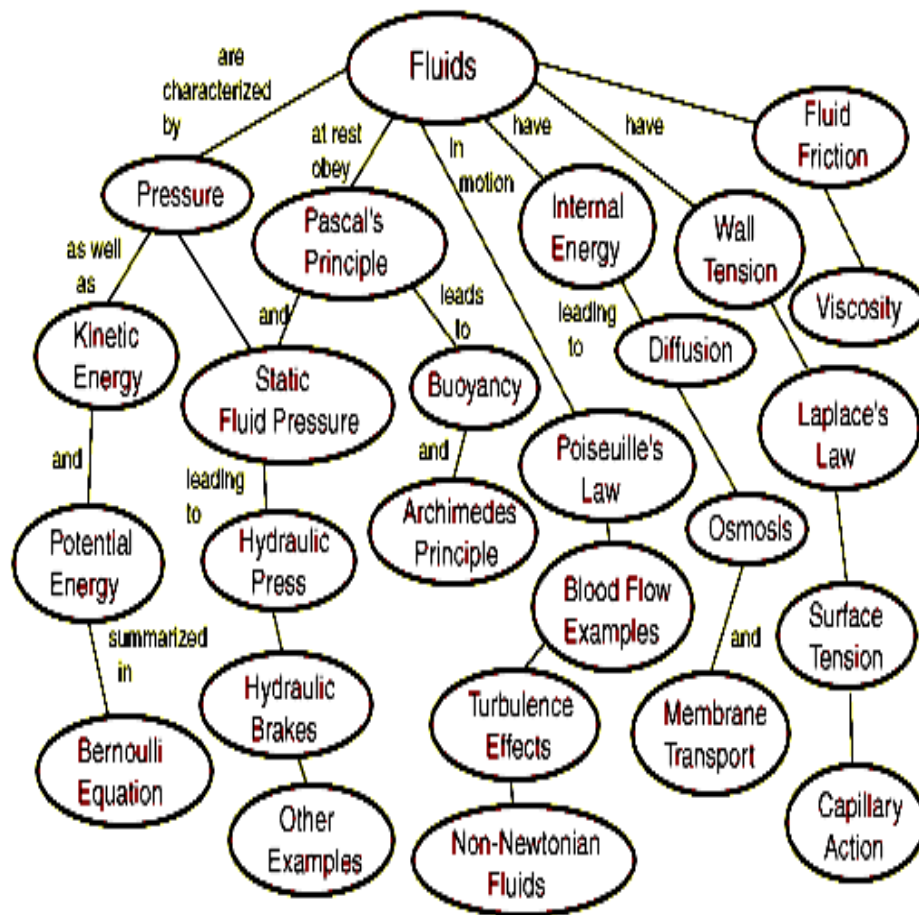 Fluids
are
characterized
by
at rest
obey
In
motion
have
have
Fluid
Friction
Pressure
Pascal's
Principle
Internal
Energy
Wall
Tension
Viscosity
as well
as
and
leads
to
leading
to
Kinetic
Energy
Static
Fluid Pressure
Buoyancy
Diffusion
Laplace's
Law
and
leading
to
and
Poiseuille's
Law
Potential
Energy
Hydraulic
Press
Archimedes
Principle
Osmosis
Blood Flow
Examples
summarized
in
and
Surface
Tension
Hydraulic
Brakes
Turbulence
Effects
Membrane
Transport
Bernoulli
Equation
Other
Examples
Non-Newtonian
Fluids
Capillary
Action